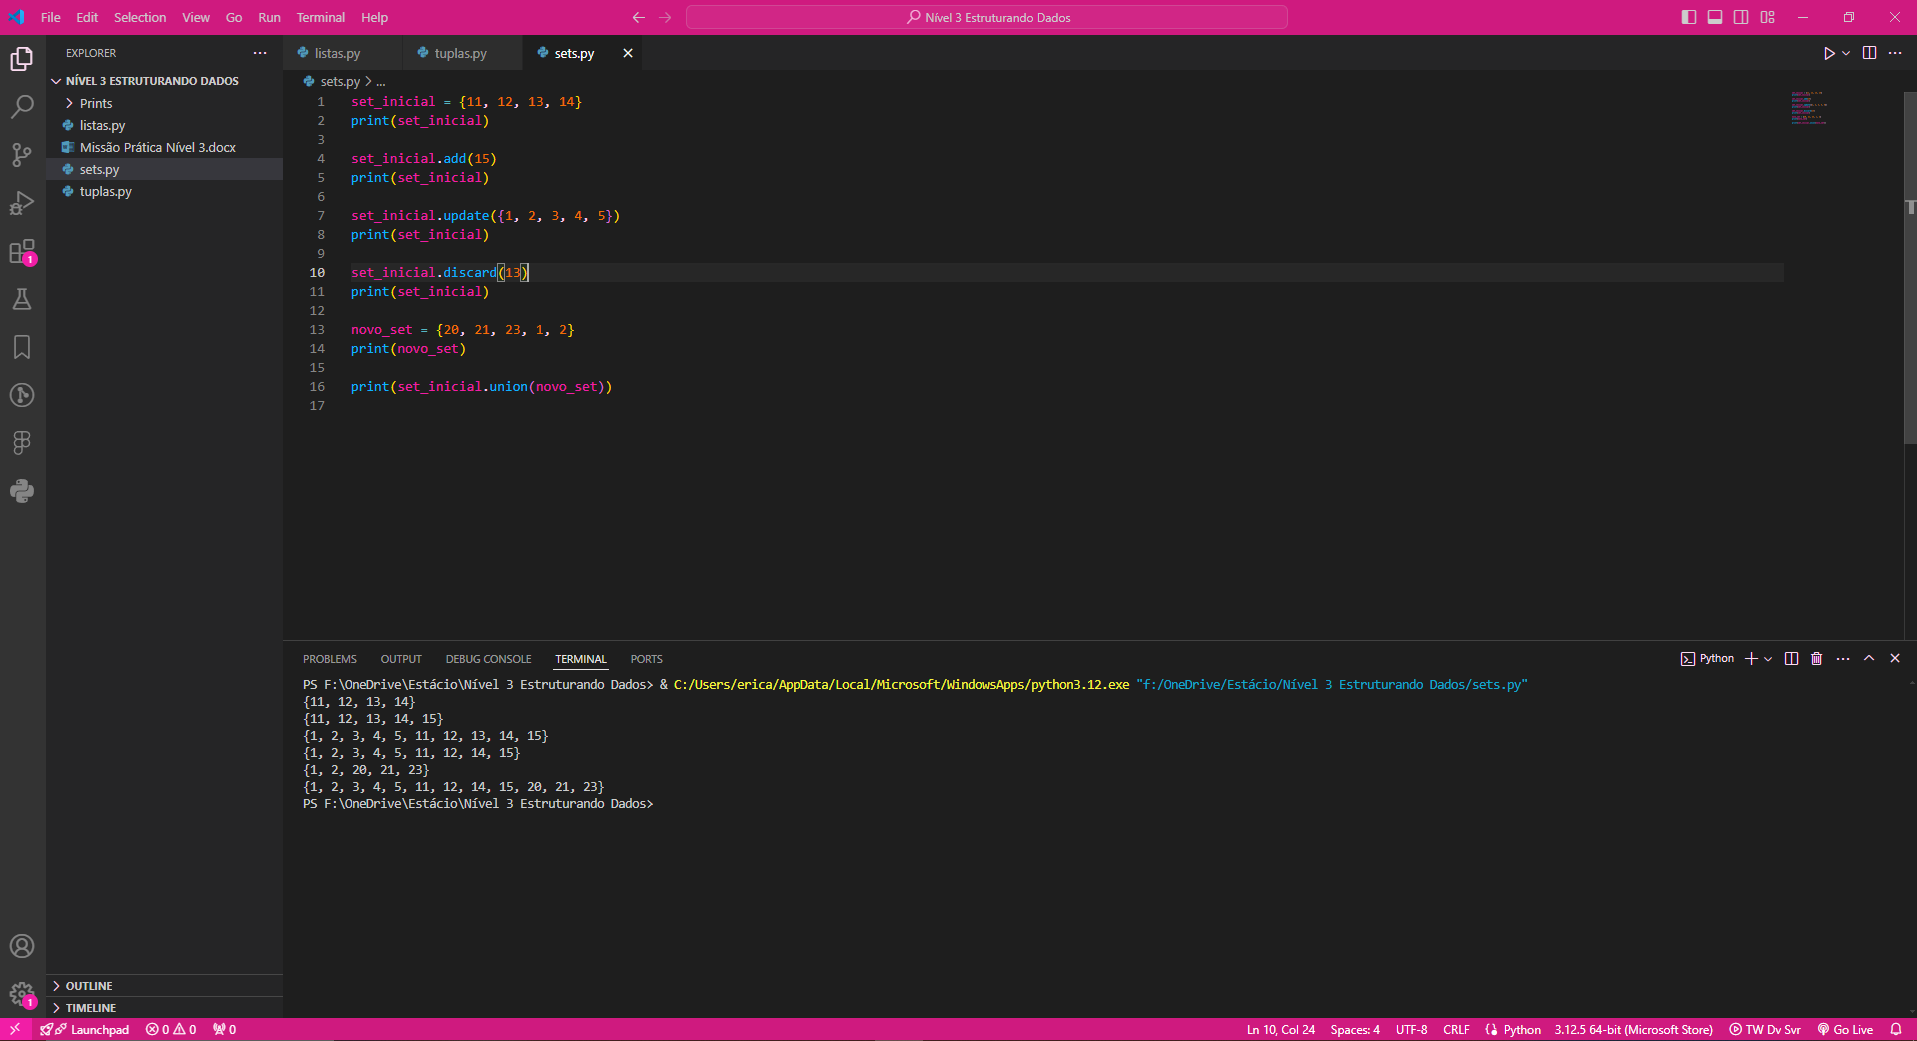 File Edit Selection View Go Run Terminal Help
Nível 3 Estruturando Dados
EXPLORER
NÍVEL 3 ESTRUTURANDO DADOS
Prints
listas.py
Missão Prática Nível 3.docx
sets.py
tuplas.py
OUTLINE
TIMELINE
1
1
listas.py tuplas.py sets.py
sets.py > ...
1 set_inicial = {11, 12, 13, 14}
2 print(set_inicial)
3
4 set_inicial.add(15)
5 print(set_inicial)
6
7 set_inicial.update({1, 2, 3, 4, 5})
8 print(set_inicial)
9
10 set_inicial.discard(13)
11 print(set_inicial)
12
13 novo_set = {20, 21, 23, 1, 2}
14 print(novo_set)
15
16 print(set_inicial.union(novo_set))
17
PROBLEMS OUTPUT DEBUG CONSOLE TERMINAL PORTS Python
PS F:\OneDrive\Estácio\Nível 3 Estruturando Dados> & C:/Users/erica/AppData/Local/Microsoft/WindowsApps/python3.12.exe "f:/OneDrive/Estácio/Nível 3 Estruturando Dados/sets.py"
{11, 12, 13, 14}
{11, 12, 13, 14, 15}
{1, 2, 3, 4, 5, 11, 12, 13, 14, 15}
{1, 2, 3, 4, 5, 11, 12, 14, 15}
{1, 2, 20, 21, 23}
{1, 2, 3, 4, 5, 11, 12, 14, 15, 20, 21, 23}
PS F:\OneDrive\Estácio\Nível 3 Estruturando Dados>
Launchpad 0 0 0 Ln 10, Col 24 Spaces: 4 UTF-8 CRLF Python 3.12.5 64-bit (Microsoft Store) TW Dv Svr Go Live